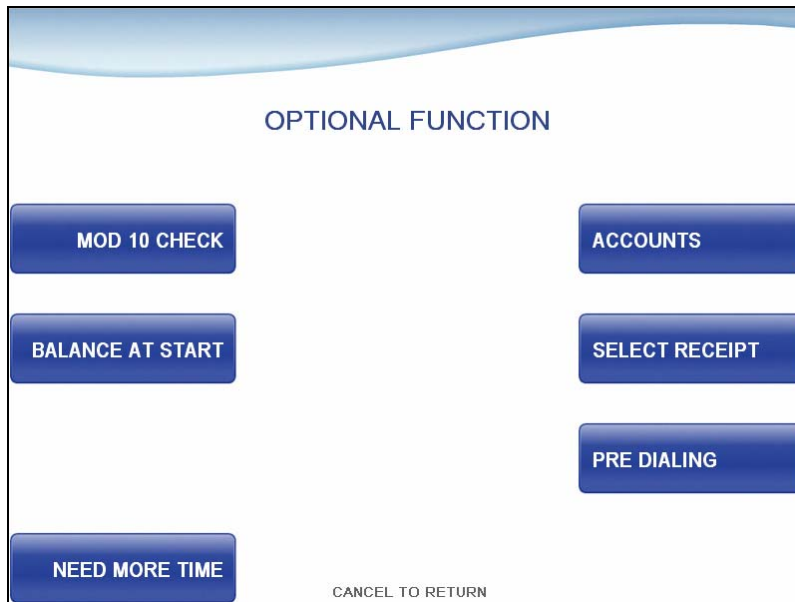 OPTIONAL FUNCTION
MOD 10 CHECK
ACCOUNTS
BALANCE AT START
SELECT RECEIPT
PRE DIALING
NEED MORE TIME
CANCEL TO RETURN